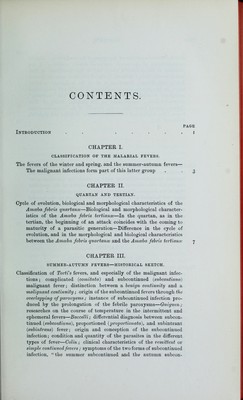 CONTENTS.
PAGE
INTRODUCTION . . . . . . . . 1
CHAPTER I.
CLASSIFICATION OF THE MALARIAL FEVERS.
The fevers of the winter and spring, and the summer-autumn fevers—
The malignant infections form part of this latter group . . 3
CHAPTER II.
QUARTAN AND TERTIAN.
Cycle of evolution, biological and morphological characteristics of the
Amœba febris quartanæ—Biological and morphological character-
istics of the Amœba febris tertianæ—In the quartan, as in the
tertian, the beginning of an attack coincides with the coming to
maturity of a parasitic generation—Difference in the cycle of
evolution, and in the morphological and biological characteristics
between the Amœba febris quartanæ and the Amœba febris tertianæ 7
CHAPTER III.
SUMMER-AUTUMN FEVERS—HISTORICAL SKETCH.
Classification of Torti's fevers, and especially of the malignant infec-
tions; complicated (comitatæ) and subcontinued (subcontinuæ)
malignant fever; distinction between a benign continuity and a
malignant continuity; origin of the subcontinued fevers through the
overlapping of paroxysms; instance of subcontinued infection pro-
duced by the prolongation of the febrile paroxysms—Guiguen;
researches on the course of temperature in the intermittent and
ephemeral fevers—Baccelli; differential diagnosis between subcon-
tinued (subcontinua), proportioned (proportionata), and subintrant
(subintrans) fever; origin and conception of the subcontinued
infection; condition and quantity of the parasites in the different
types of fever—Colin; clinical characteristics of the remittent or
simple continued fevers; symptoms of the two forms of subcontinued
infection, "the summer subcontinued and the autumn subcon-